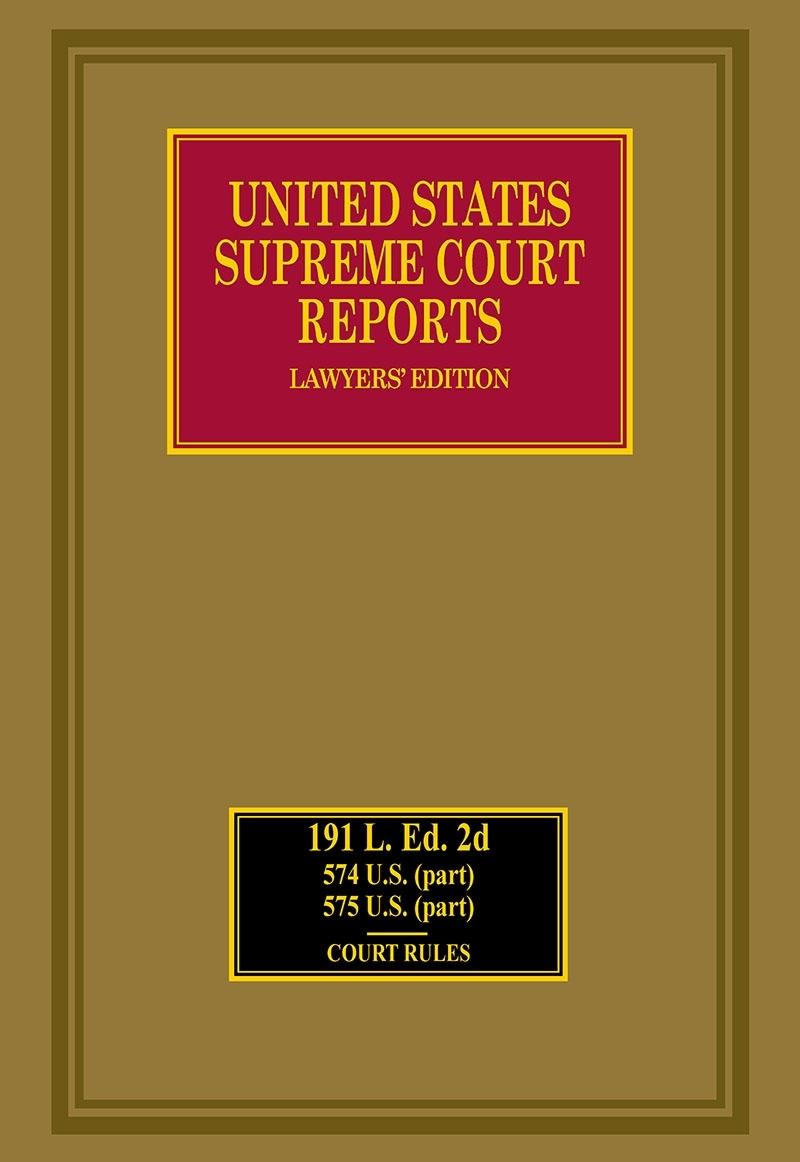 UNITED STATES
SUPREME COURT
REPORTS
LAWYERS' EDITION
191 L. Ed. 2d
574 U.S. (part)
575 U.S. (part)
COURT RULES